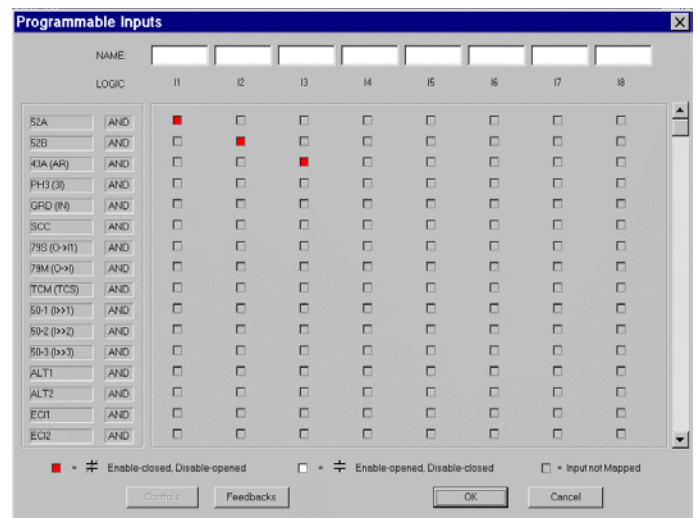 Programmable Inputs
NAME:
LOGIC I1 I2 I3 I4 I5 I6 I7 I8
52A AND
52B AND
43A (AR) AND
PH3 (3I) AND
GRD (IN) AND
SCC AND
79S (O->I1) AND
79M (O->I) AND
TCM (TCS) AND
50-1 (I>>1) AND
50-2 (I>>2) AND
50-3 (I>>3) AND
ALT1 AND
ALT2 AND
ECI1 AND
ECI2 AND
= Enable-closed, Disable-opened = Enable-opened, Disable-closed = Input not Mapped
Controls Feedbacks OK Cancel